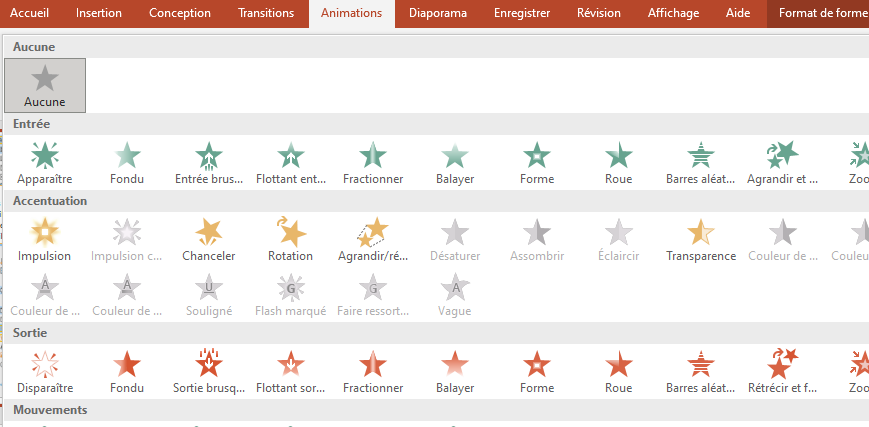 Accueil Insertion Conception Transitions Animations Diaporama Enregistrer Révision Affichage Aide Format de forme
Aucune
Aucune
Entrée
Apparaître Fondu Entrée brus... Flottant ent... Fractionner Balayer Forme Roue Barres aléat... Agrandir et ... Zoo
Accentuation
Impulsion Impulsion c... Chanceler Rotation Agrandir/ré... Désaturer Assombrir Éclaircir Transparence Couleur de ... Couleu
Couleur de ... Couleur de ... Souligné Flash marqué Faire ressort... Vague
Sortie
Disparaître Fondu Sortie brusq... Flottant sor... Fractionner Balayer Forme Roue Barres aléat... Rétrécir et f... Zoo
Mouvements